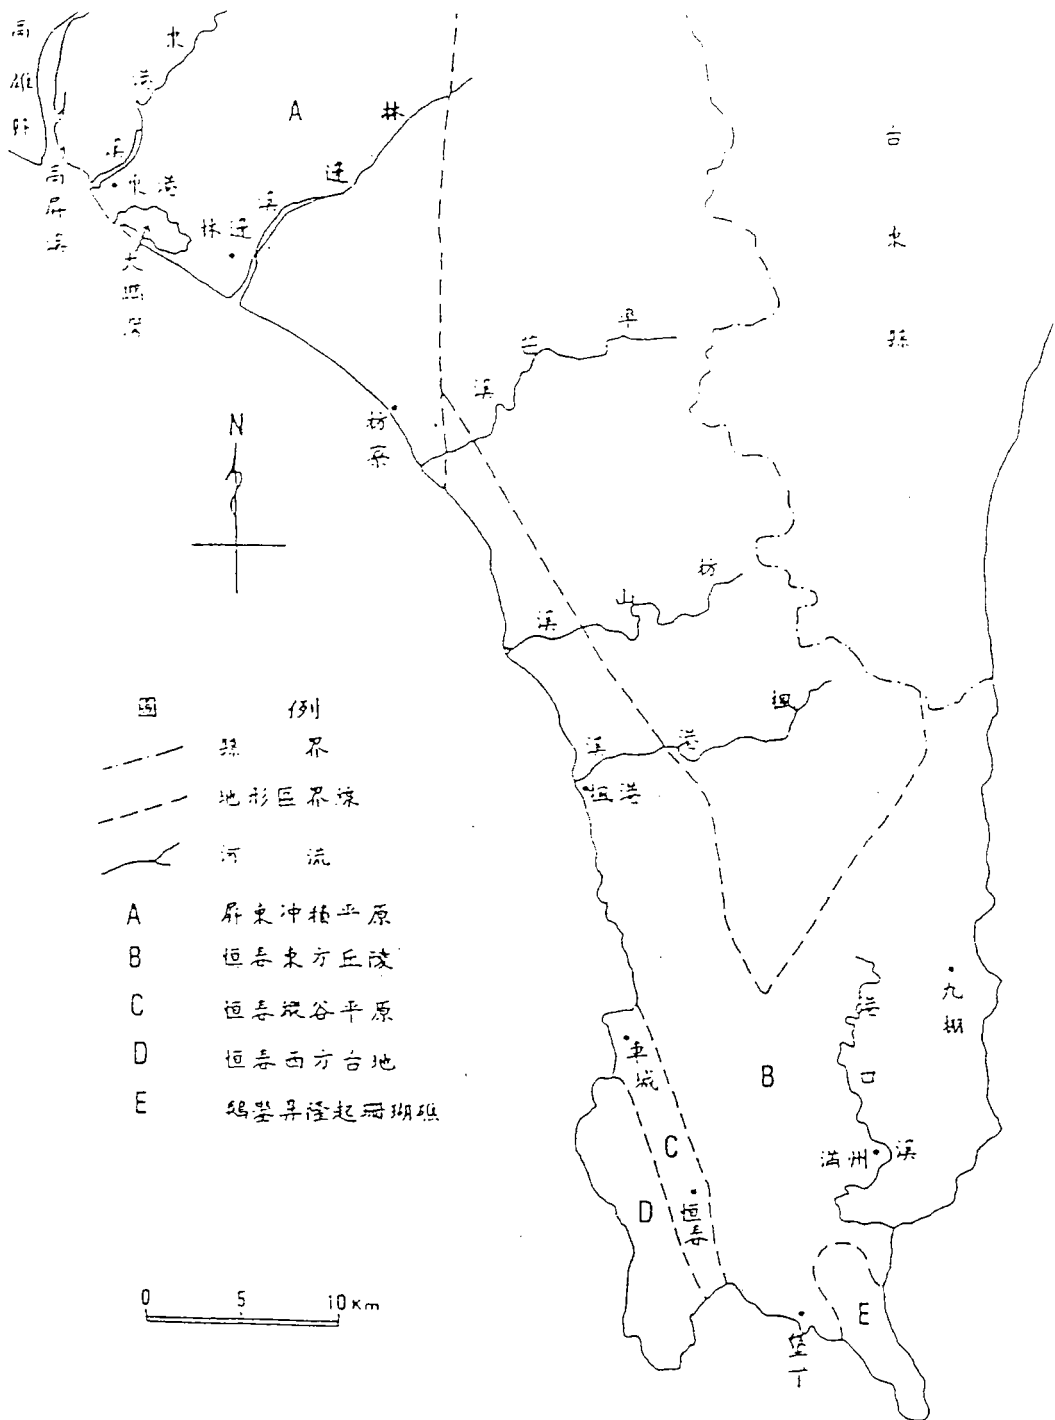 高雄縣
東港溪
A
林邊溪
台東縣
高屏溪
東港
林邊
大鵬灣
枋寮
N
枋山溪
楓港溪
楓港
圖例
縣界
地形區界線
河流
A 屏東沖積平原
B 恒春東方丘陵
C 恒春縱谷平原
D 恒春西方台地
E 鵝鑾鼻隆起珊瑚礁
車城
九棚
港口溪
B
滿州
C
D
恒春
E
墾丁
0 5 10Km